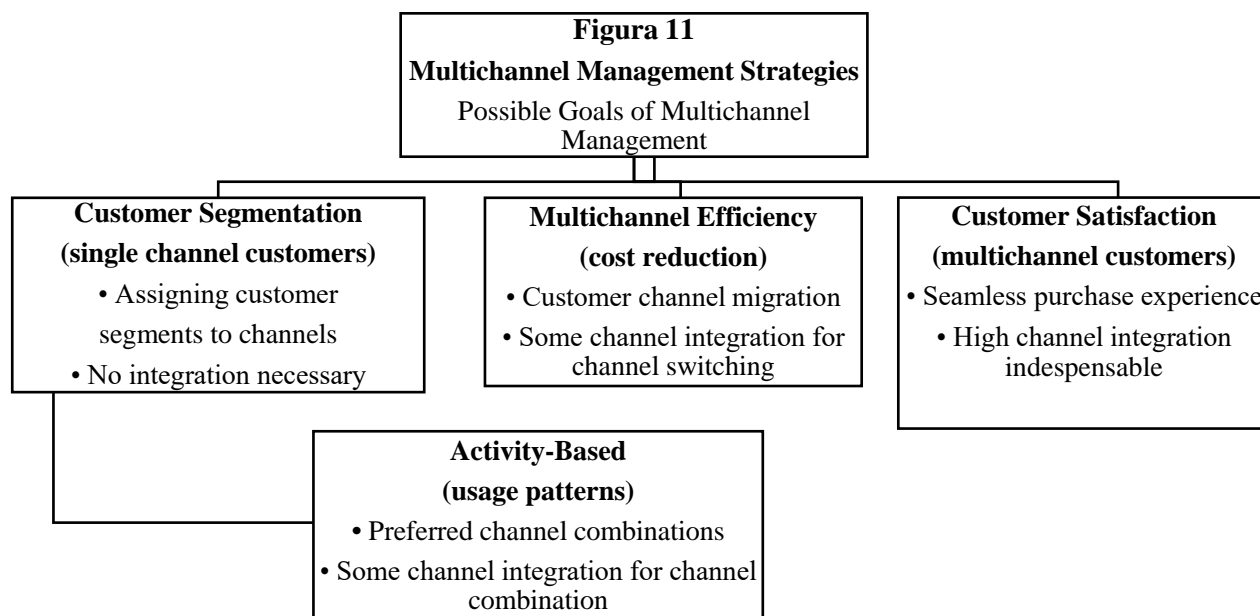 Figura 11
Multichannel Management Strategies
Possible Goals of Multichannel
Management
Customer Segmentation
(single channel customers)
• Assigning customer
segments to channels
• No integration necessary
Multichannel Efficiency
(cost reduction)
• Customer channel migration
• Some channel integration for
channel switching
Customer Satisfaction
(multichannel customers)
• Seamless purchase experience
• High channel integration
indespensable
Activity-Based
(usage patterns)
• Preferred channel combinations
• Some channel integration for channel
combination